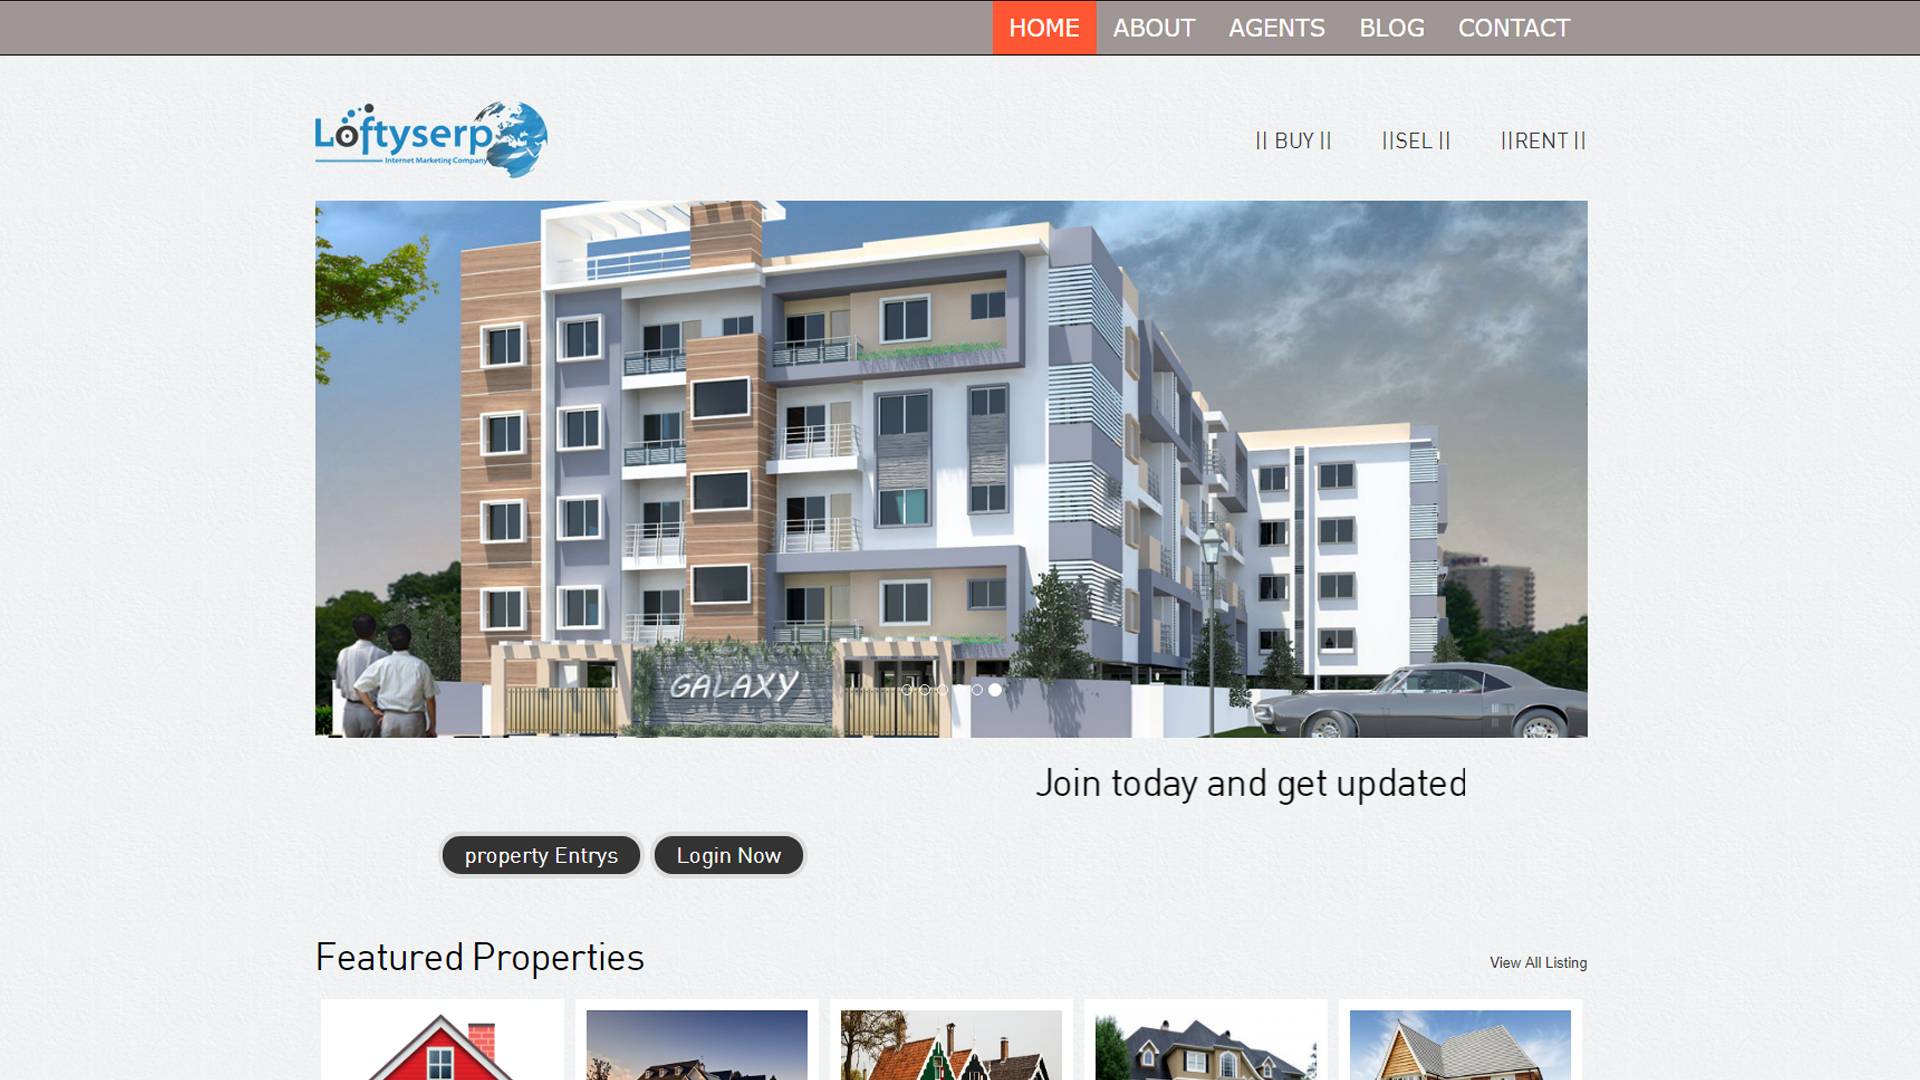 HOME ABOUT AGENTS BLOG CONTACT
Loftyserp
Internet Marketing Company
|| BUY || ||SEL || ||RENT ||
GALAXY
Join today and get updated
property Entrys Login Now
Featured Properties
View All Listing